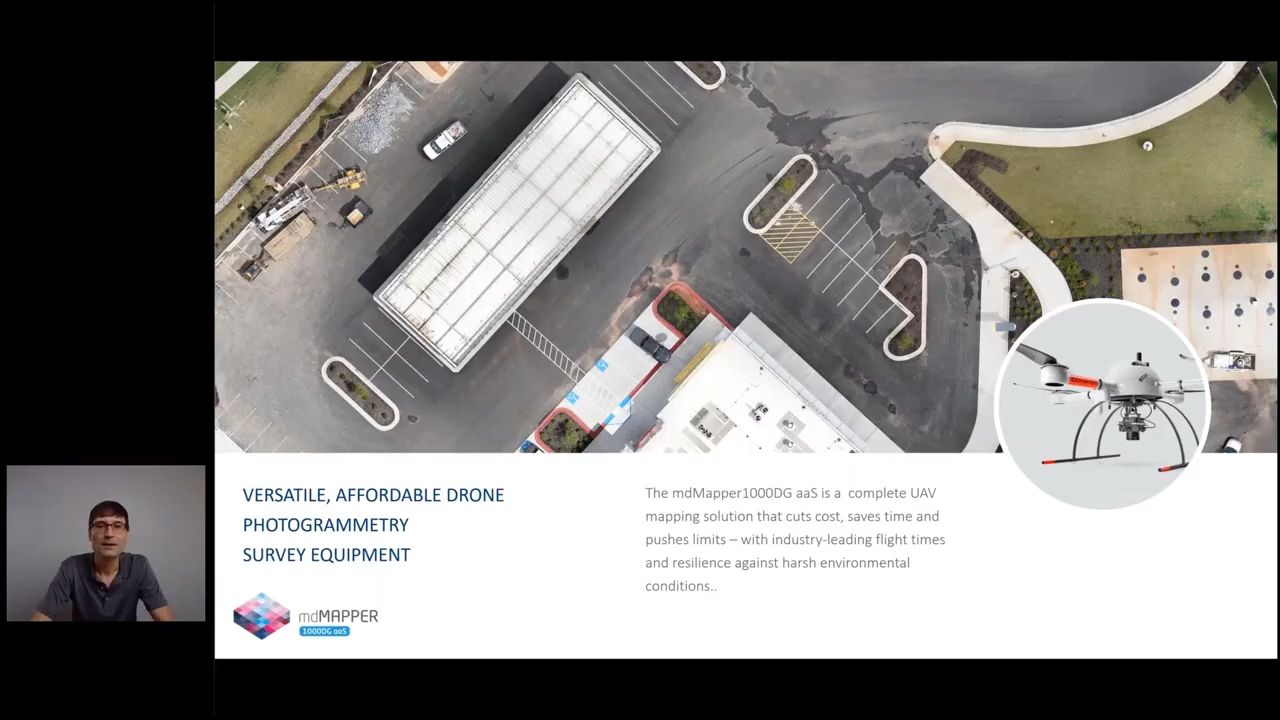 VERSATILE, AFFORDABLE DRONE
PHOTOGRAMMETRY
SURVEY EQUIPMENT
mdMAPPER
1000DG aaS
The mdMapper1000DG aaS is a complete UAV
mapping solution that cuts cost, saves time and
pushes limits – with industry-leading flight times
and resilience against harsh environmental
conditions..